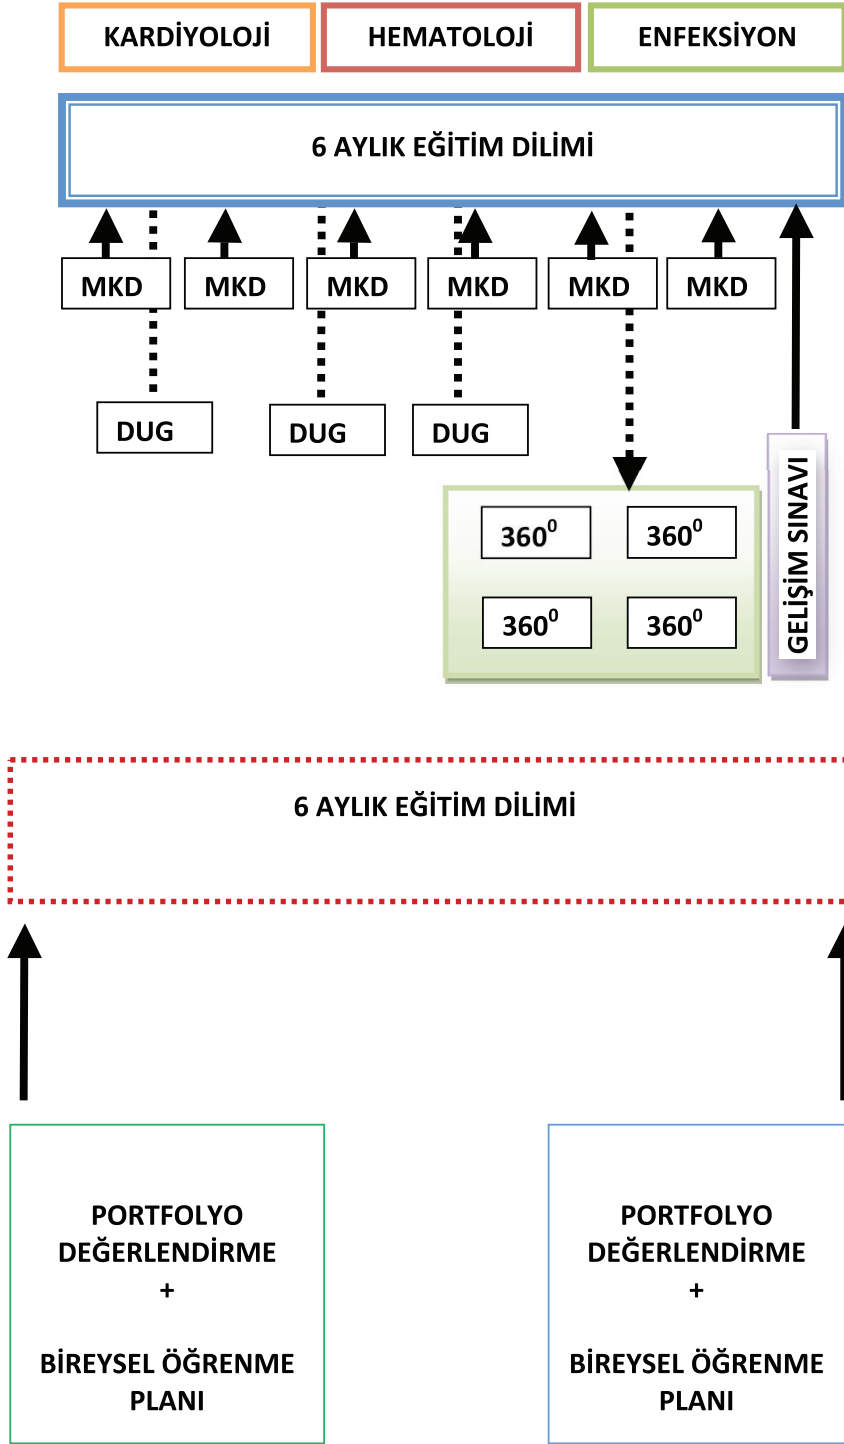 KARDİYOLOJİ HEMATOLOJİ ENFEKSİYON
6 AYLIK EĞİTİM DİLİMİ
MKD MKD MKD MKD MKD MKD
DUG DUG DUG
360⁰ 360⁰
360⁰ 360⁰
GELİŞİM SINAVI
6 AYLIK EĞİTİM DİLİMİ
PORTFOLYO
DEĞERLENDİRME
+
BİREYSEL ÖĞRENME
PLANI
PORTFOLYO
DEĞERLENDİRME
+
BİREYSEL ÖĞRENME
PLANI